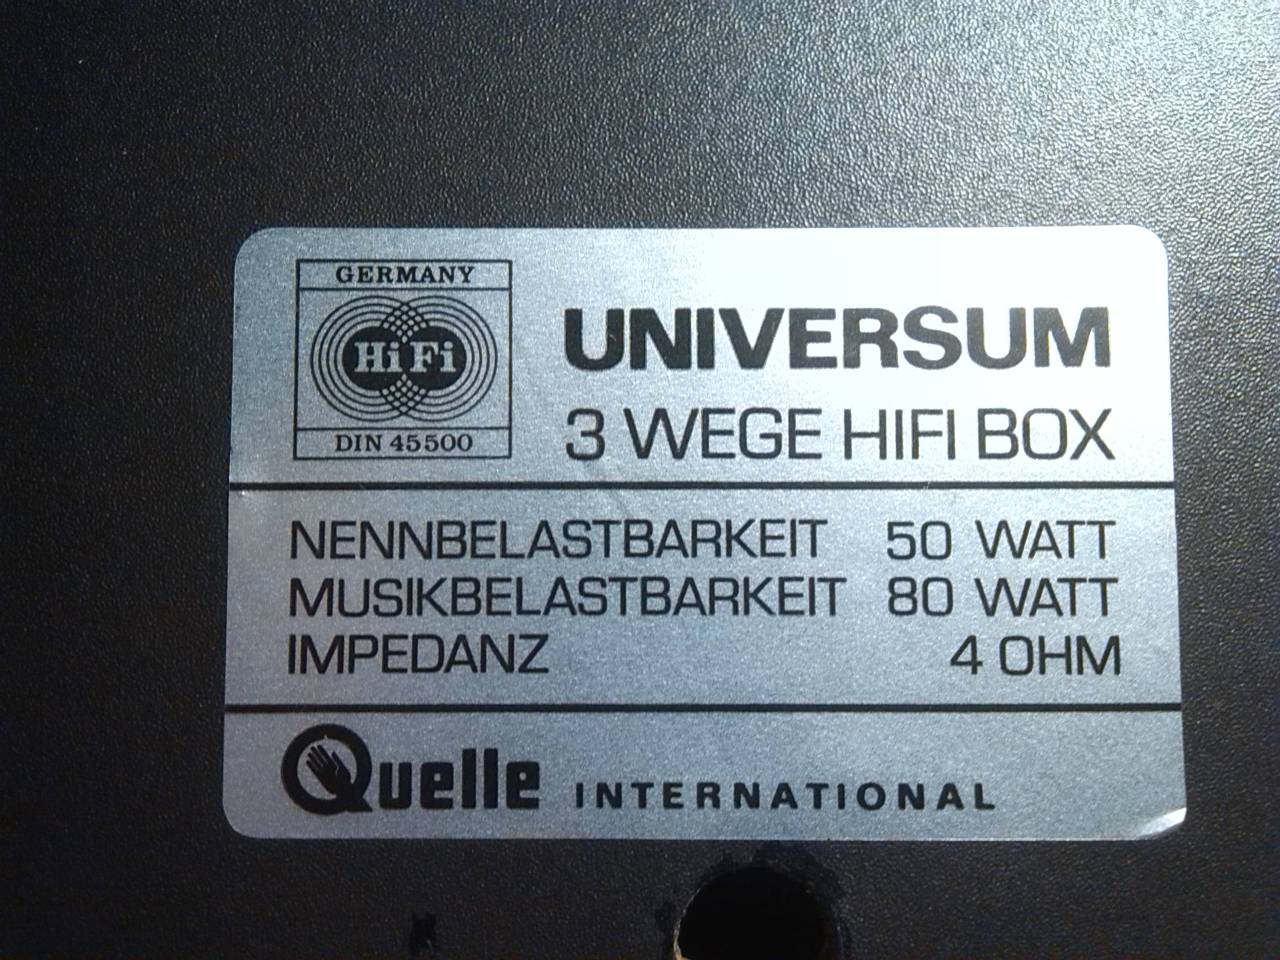 GERMANY
HiFi
DIN 45500
UNIVERSUM
3 WEGE HIFI BOX
NENNBELASTBARKEIT 50 WATT
MUSIKBELASTBARKEIT 80 WATT
IMPEDANZ 4 OHM
Quelle INTERNATIONAL